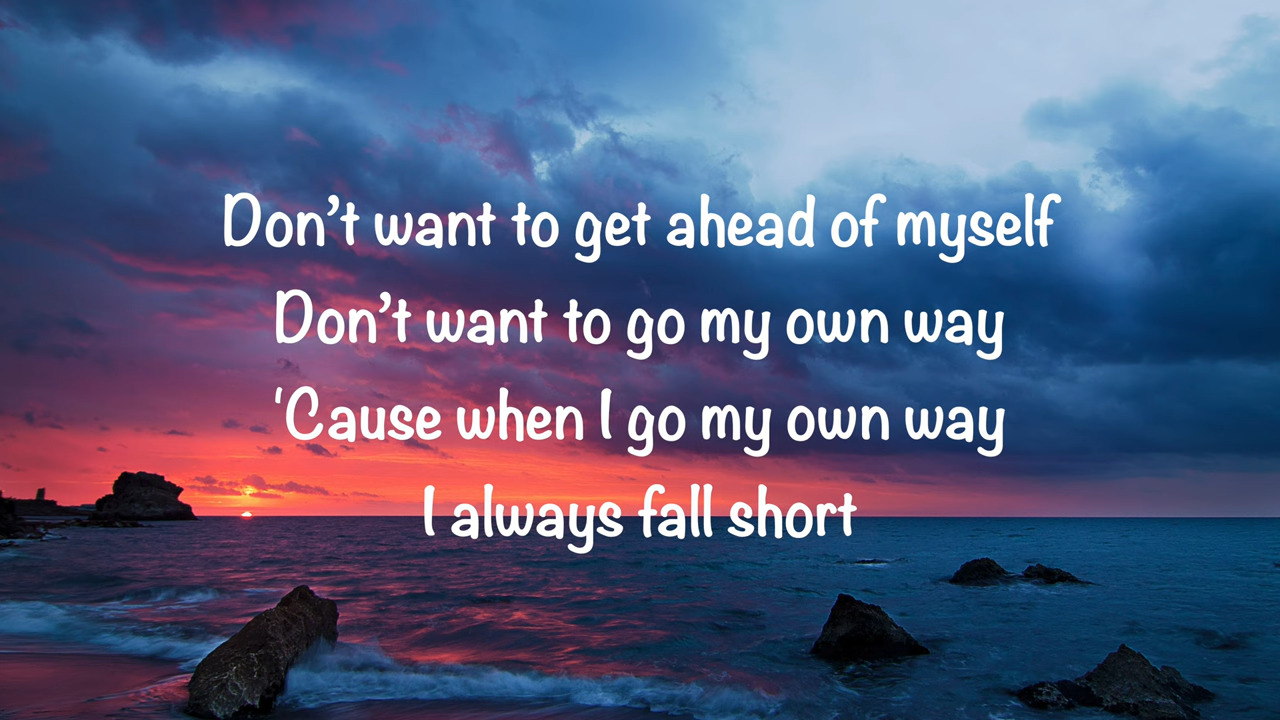 Don’t want to get ahead of myself
Don’t want to go my own way
'Cause when I go my own way
I always fall short